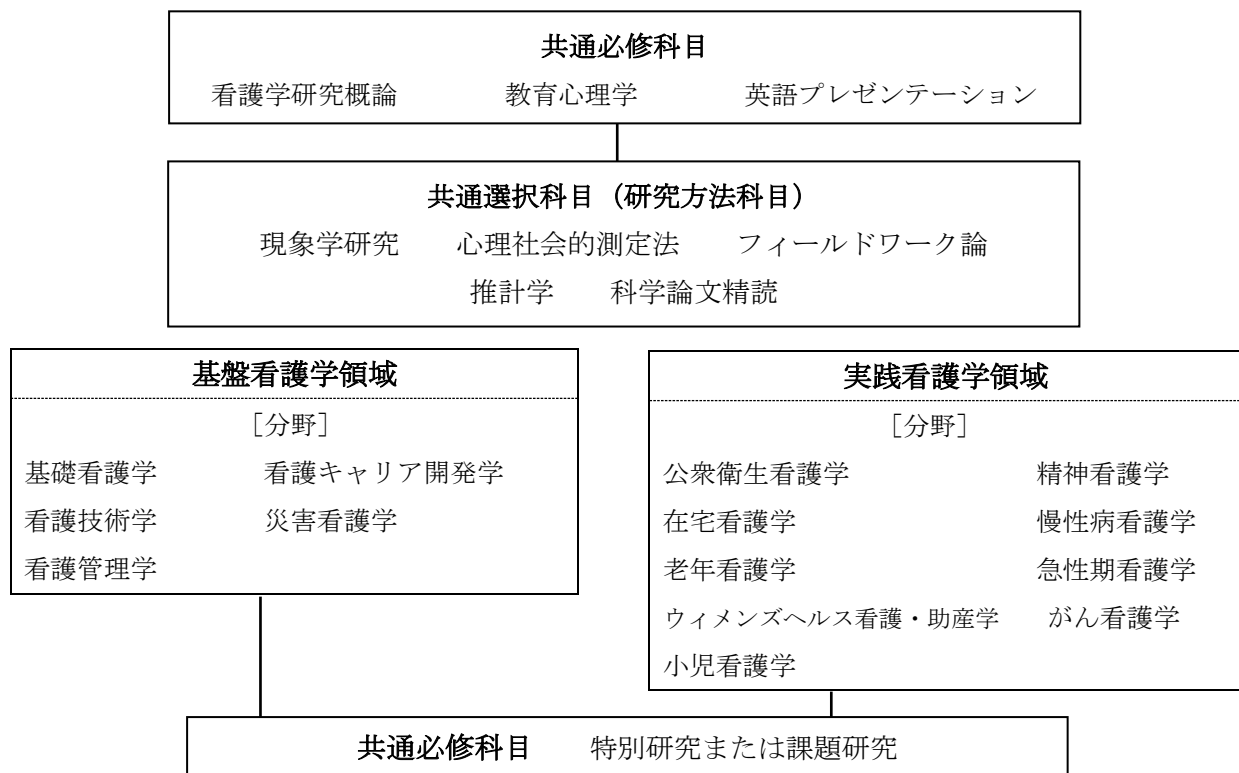 共通必修科目
看護学研究概論 教育心理学 英語プレゼンテーション
共通選択科目（研究方法科目）
現象学研究 心理社会的測定法 フィールドワーク論
推計学 科学論文精読
基盤看護学領域
［分野］
基礎看護学 看護キャリア開発学
看護技術学 災害看護学
看護管理学
実践看護学領域
［分野］
公衆衛生看護学 精神看護学
在宅看護学 慢性病看護学
老年看護学 急性期看護学
ウィメンズヘルス看護・助産学 がん看護学
小児看護学
共通必修科目 特別研究または課題研究